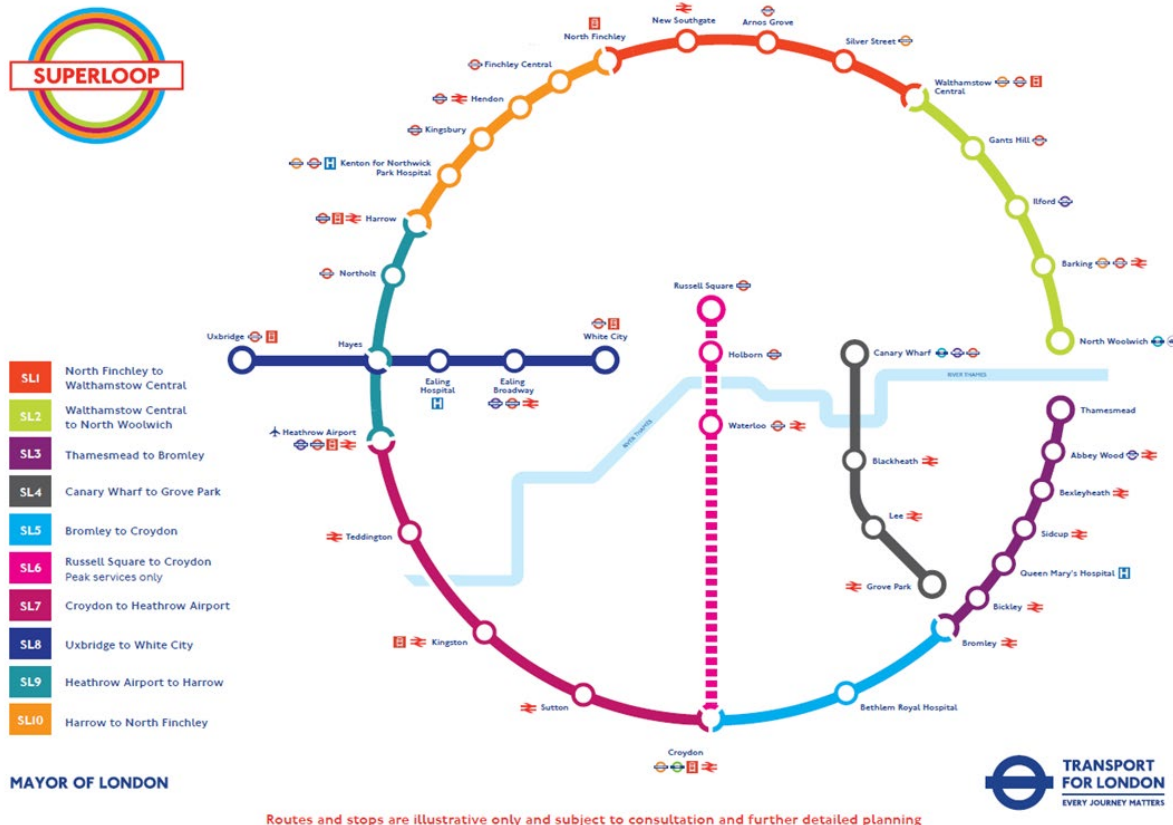 SUPERLOOP
North Finchley
New Southgate
Arnos Grove
Silver Street
Walthamstow
Central
Gants Hill
Ilford
Barking
North Woolwich
Finchley Central
Hendon
Kingsbury
Kenton for Northwick
Park Hospital
H
Harrow
Northolt
Hayes
Uxbridge
White City
Ealing
Hospital
H
Ealing
Broadway
Heathrow Airport
Teddington
Kingston
Sutton
Croydon
Russell Square
Holborn
Waterloo
RIVER THAMES
RIVER THAMES
Canary Wharf
Blackheath
Lee
Grove Park
Thamesmead
Abbey Wood
Bexleyheath
Sidcup
Queen Mary's Hospital
H
Bickley
Bromley
Bethlem Royal Hospital
SL1 North Finchley to
Walthamstow Central
SL2 Walthamstow Central
to North Woolwich
SL3 Thamesmead to Bromley
SL4 Canary Wharf to Grove Park
SL5 Bromley to Croydon
SL6 Russell Square to Croydon
Peak services only
SL7 Croydon to Heathrow Airport
SL8 Uxbridge to White City
SL9 Heathrow Airport to Harrow
SL10 Harrow to North Finchley
MAYOR OF LONDON
TRANSPORT
FOR LONDON
EVERY JOURNEY MATTERS
Routes and stops are illustrative only and subject to consultation and further detailed planning